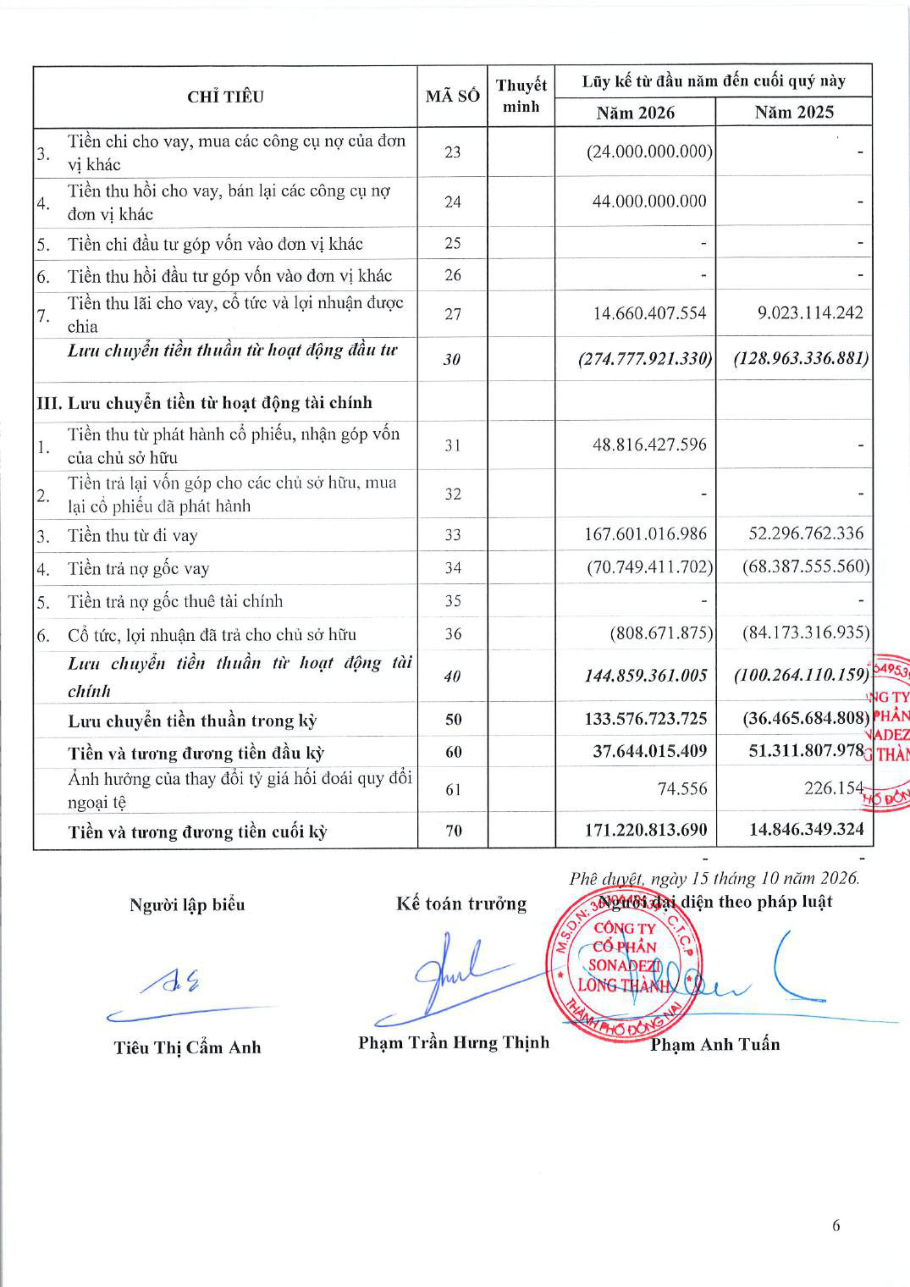 CHỈ TIÊU MÃ SỐ Thuyết minh Lũy kế từ đầu năm đến cuối quý này
Năm 2026 Năm 2025
3. Tiền chi cho vay, mua các công cụ nợ của đơn vị khác 23 (24.000.000.000) -
4. Tiền thu hồi cho vay, bán lại các công cụ nợ đơn vị khác 24 44.000.000.000 -
5. Tiền chi đầu tư góp vốn vào đơn vị khác 25 - -
6. Tiền thu hồi đầu tư góp vốn vào đơn vị khác 26 - -
7. Tiền thu lãi cho vay, cổ tức và lợi nhuận được chia 27 14.660.407.554 9.023.114.242
Lưu chuyển tiền thuần từ hoạt động đầu tư 30 (274.777.921.330) (128.963.336.881)
III. Lưu chuyển tiền từ hoạt động tài chính
1. Tiền thu từ phát hành cổ phiếu, nhận góp vốn của chủ sở hữu 31 48.816.427.596 -
2. Tiền trả lại vốn góp cho các chủ sở hữu, mua lại cổ phiếu đã phát hành 32 - -
3. Tiền thu từ đi vay 33 167.601.016.986 52.296.762.336
4. Tiền trả nợ gốc vay 34 (70.749.411.702) (68.387.555.560)
5. Tiền trả nợ gốc thuê tài chính 35 - -
6. Cổ tức, lợi nhuận đã trả cho chủ sở hữu 36 (808.671.875) (84.173.316.935)
Lưu chuyển tiền thuần từ hoạt động tài chính 40 144.859.361.005 (100.264.110.159)
Lưu chuyển tiền thuần trong kỳ 50 133.576.723.725 (36.465.684.808)
Tiền và tương đương tiền đầu kỳ 60 37.644.015.409 51.311.807.978
Ảnh hưởng của thay đổi tỷ giá hối đoái quy đổi ngoại tệ 61 74.556 226.154
Tiền và tương đương tiền cuối kỳ 70 171.220.813.690 14.846.349.324
- -
Phê duyệt, ngày 15 tháng 10 năm 2026.
Người lập biểu Kế toán trưởng Người đại diện theo pháp luật
CÔNG TY
CỔ PHẦN
SONADEZI
LONG THÀNH
THÀNH PHỐ ĐỒNG NAI
Tiêu Thị Cẩm Anh Phạm Trần Hưng Thịnh Phạm Anh Tuấn
6